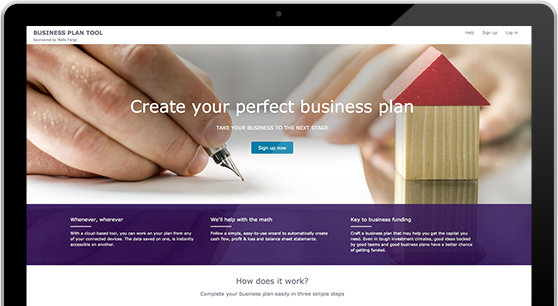 BUSINESS PLAN TOOL
Sponsored by Wells Fargo
Help Sign up Log in
Create your perfect business plan
TAKE YOUR BUSINESS TO THE NEXT STAGE
Sign up now
Whenever, wherever
With a cloud-based tool, you can work on your plan from any
of your connected devices. The data saved on one, is instantly
accessible on another.
We'll help with the math
Follow a simple, easy-to-use wizard to automatically create
cash flow, profit & loss and balance sheet statements.
Key to business funding
Craft a business plan that may help you get the capital you
need. Even in tough investment climates, good ideas backed
by good teams and good business plans have a better chance
of getting funded.
How does it work?
Complete your business plan easily in three simple steps